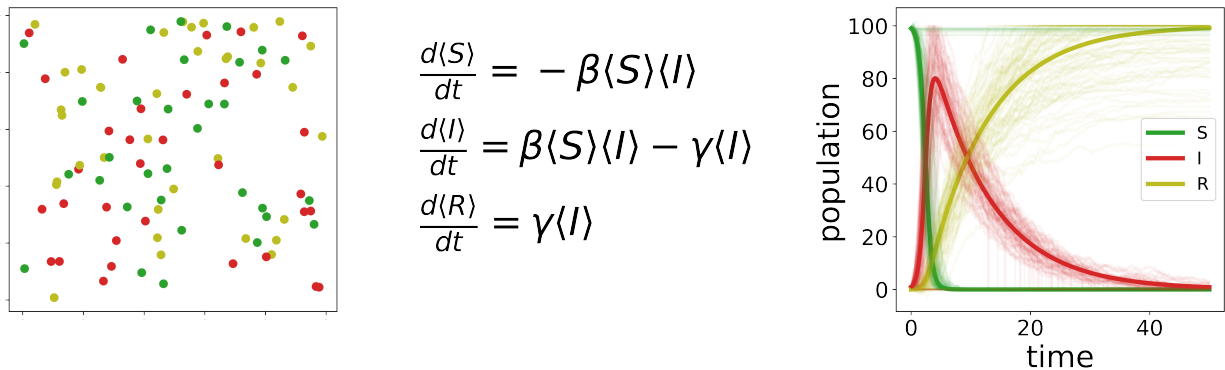 d⟨S⟩/dt = − β⟨S⟩⟨I⟩
d⟨I⟩/dt = β⟨S⟩⟨I⟩ − γ⟨I⟩
d⟨R⟩/dt = γ⟨I⟩
population
100
80
60
40
20
0
S
I
R
0 20 40
time